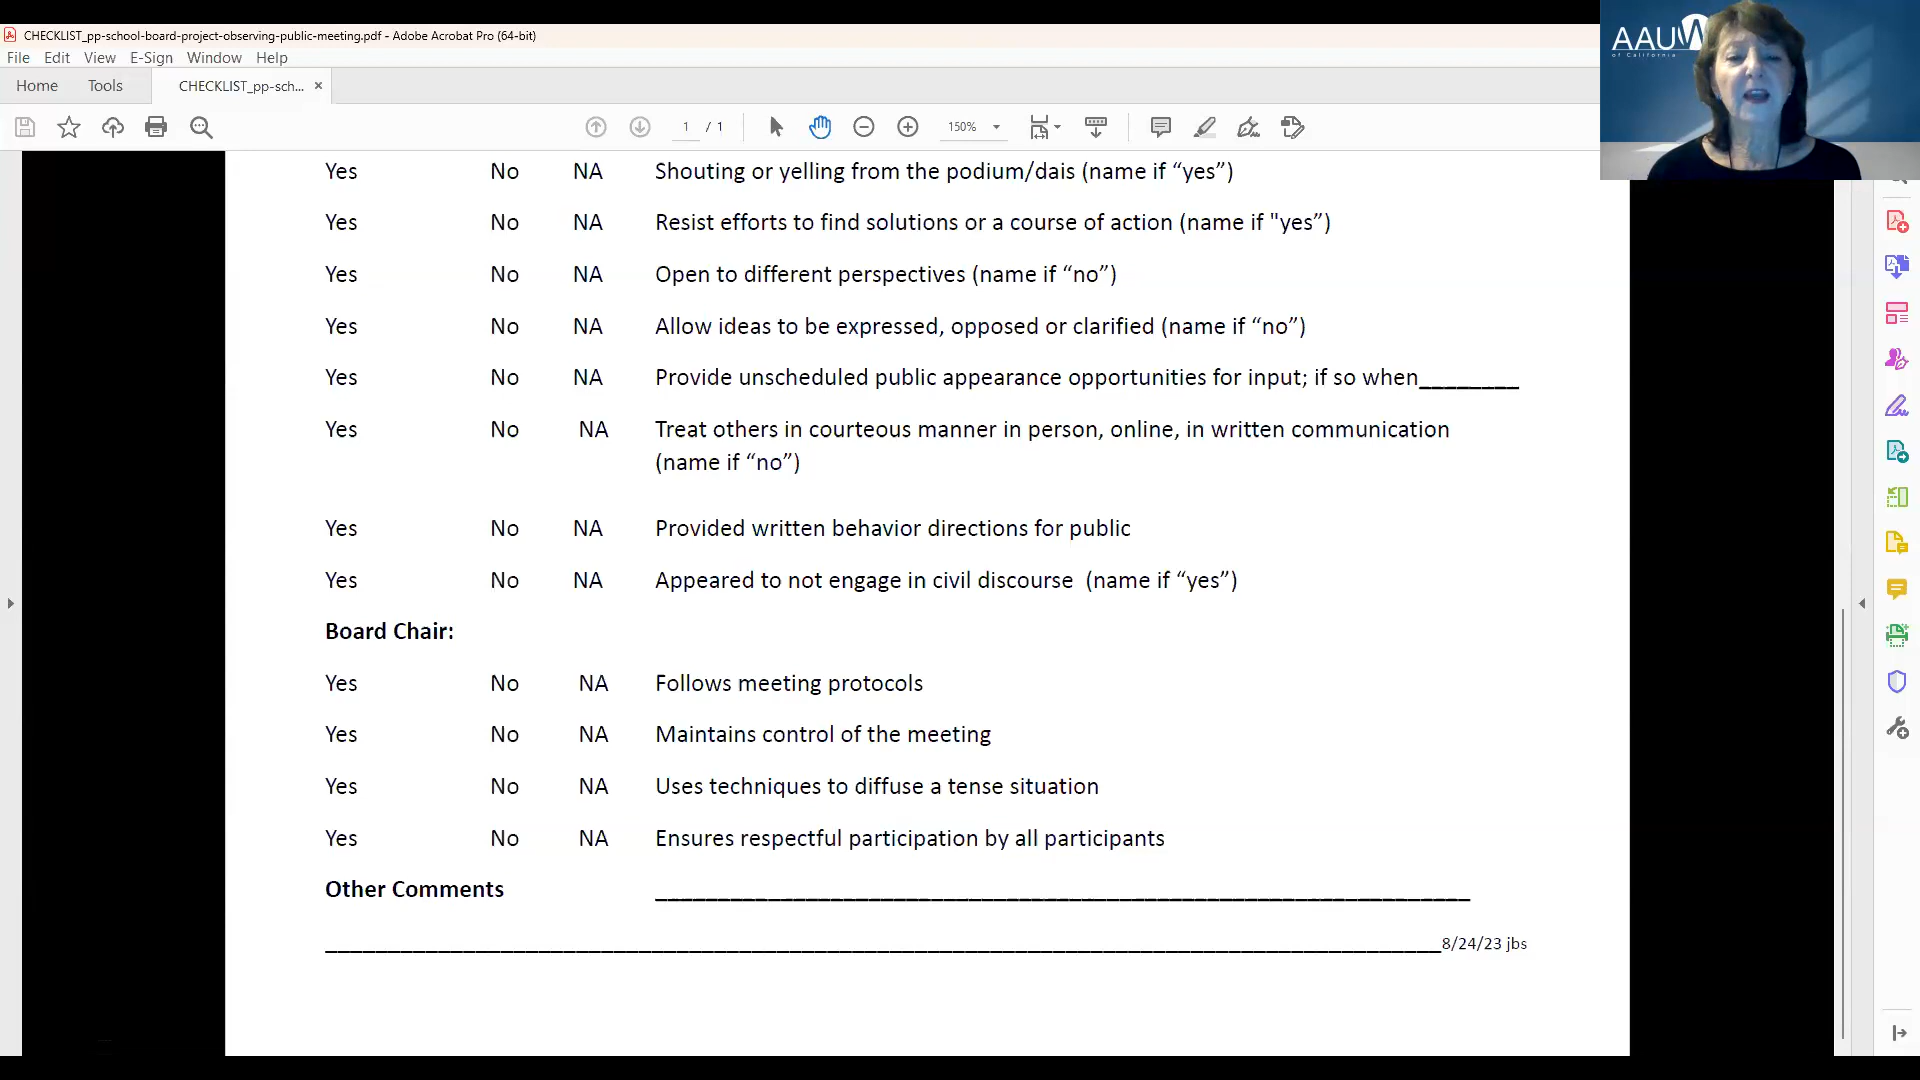 CHECKLIST_pp-school-board-project-observing-public-meeting.pdf - Adobe Acrobat Pro (64-bit)
File Edit View E-Sign Window Help
Home Tools CHECKLIST_pp-sch... ×
1 / 1 150%
AAUW
of California
Yes No NA Shouting or yelling from the podium/dais (name if “yes”)
Yes No NA Resist efforts to find solutions or a course of action (name if "yes”)
Yes No NA Open to different perspectives (name if “no”)
Yes No NA Allow ideas to be expressed, opposed or clarified (name if “no”)
Yes No NA Provide unscheduled public appearance opportunities for input; if so when________
Yes No NA Treat others in courteous manner in person, online, in written communication
(name if “no”)
Yes No NA Provided written behavior directions for public
Yes No NA Appeared to not engage in civil discourse (name if “yes”)
Board Chair:
Yes No NA Follows meeting protocols
Yes No NA Maintains control of the meeting
Yes No NA Uses techniques to diffuse a tense situation
Yes No NA Ensures respectful participation by all participants
Other Comments
8/24/23 jbs